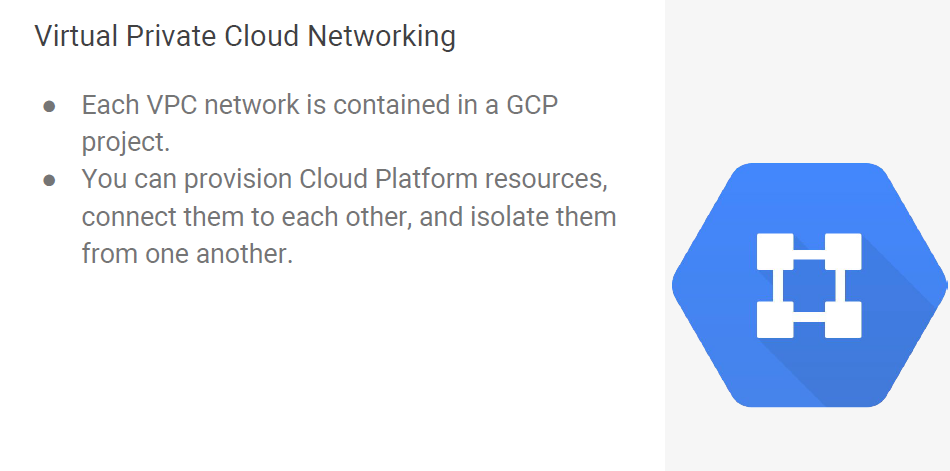 Virtual Private Cloud Networking
● Each VPC network is contained in a GCP
project.
● You can provision Cloud Platform resources,
connect them to each other, and isolate them
from one another.